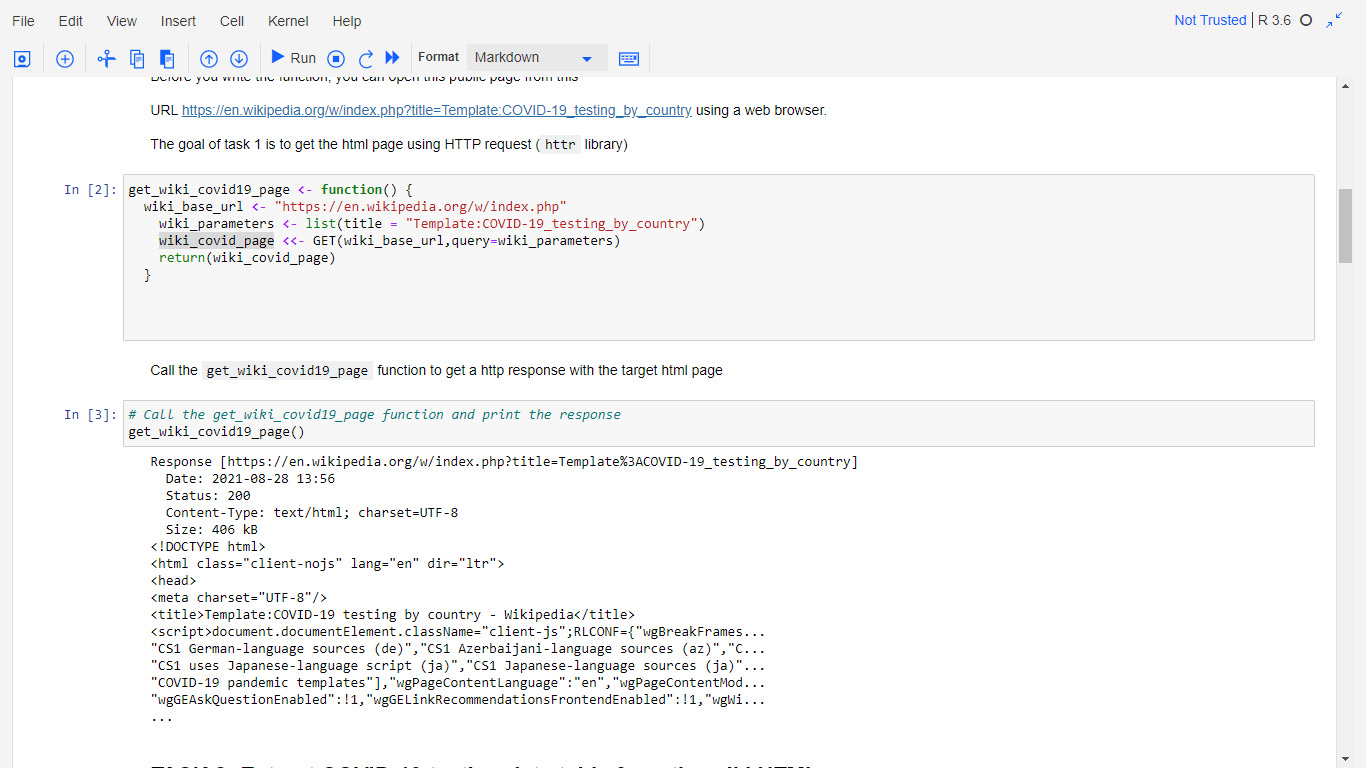 File Edit View Insert Cell Kernel Help Not Trusted | R 3.6
Run Format Markdown
Before you write the function, you can open this public page from this
URL https://en.wikipedia.org/w/index.php?title=Template:COVID-19_testing_by_country using a web browser.
The goal of task 1 is to get the html page using HTTP request ( httr library)
In [2]: get_wiki_covid19_page <- function() {
wiki_base_url <- "https://en.wikipedia.org/w/index.php"
wiki_parameters <- list(title = "Template:COVID-19_testing_by_country")
wiki_covid_page <<- GET(wiki_base_url,query=wiki_parameters)
return(wiki_covid_page)
}
Call the get_wiki_covid19_page function to get a http response with the target html page
In [3]: # Call the get_wiki_covid19_page function and print the response
get_wiki_covid19_page()
Response [https://en.wikipedia.org/w/index.php?title=Template%3ACOVID-19_testing_by_country]
Date: 2021-08-28 13:56
Status: 200
Content-Type: text/html; charset=UTF-8
Size: 406 kB
<!DOCTYPE html>
<html class="client-nojs" lang="en" dir="ltr">
<head>
<meta charset="UTF-8"/>
<title>Template:COVID-19 testing by country - Wikipedia</title>
<script>document.documentElement.className="client-js";RLCONF={"wgBreakFrames...
"CS1 German-language sources (de)","CS1 Azerbaijani-language sources (az)","C...
"CS1 uses Japanese-language script (ja)","CS1 Japanese-language sources (ja)"...
"COVID-19 pandemic templates"],"wgPageContentLanguage":"en","wgPageContentMod...
"wgGEAskQuestionEnabled":!1,"wgGELinkRecommendationsFrontendEnabled":!1,"wgWi...
...